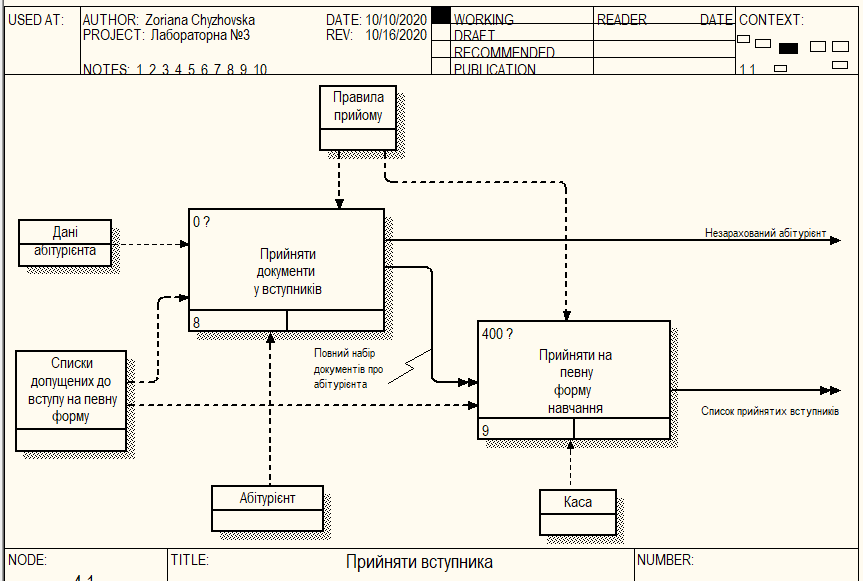 USED AT:
AUTHOR: Zoriana Chyzhovska
DATE: 10/10/2020
WORKING
READER
DATE
CONTEXT:
PROJECT: Лабораторна №3
REV: 10/16/2020
DRAFT
RECOMMENDED
NOTES: 1 2 3 4 5 6 7 8 9 10
PUBLICATION
1.1
Правила
прийому
0 ?
Дані
абітурієнта
Прийняти
документи
у вступників
8
Незарахований абітурієнт
400 ?
Прийняти на
певну
форму
навчання
9
Повний набір
документів про
абітурієнта
Списки
допущених до
вступу на певну
форму
Список прийнятих вступників
Абітурієнт
Каса
NODE:
TITLE:
Прийняти вступника
NUMBER: